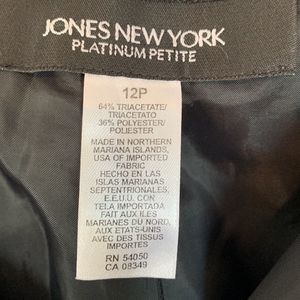 JONES NEW YORK
PLATINUM PETITE
12P
64% TRIACETATE/
TRIACETATO
36% POLYESTER/
POLIESTER
MADE IN NORTHERN
MARIANA ISLANDS,
USA OF IMPORTED
FABRIC
HECHO EN LAS
ISLAS MARIANAS
SEPTENTRIONALES,
E.E.U.U. CON
TELA IMPORTADA
FAIT AUX ILES
MARIANES DU NORD,
AUX ETATS-UNIS
AVEC DES TISSUS
IMPORTES
RN 54050
CA 08349